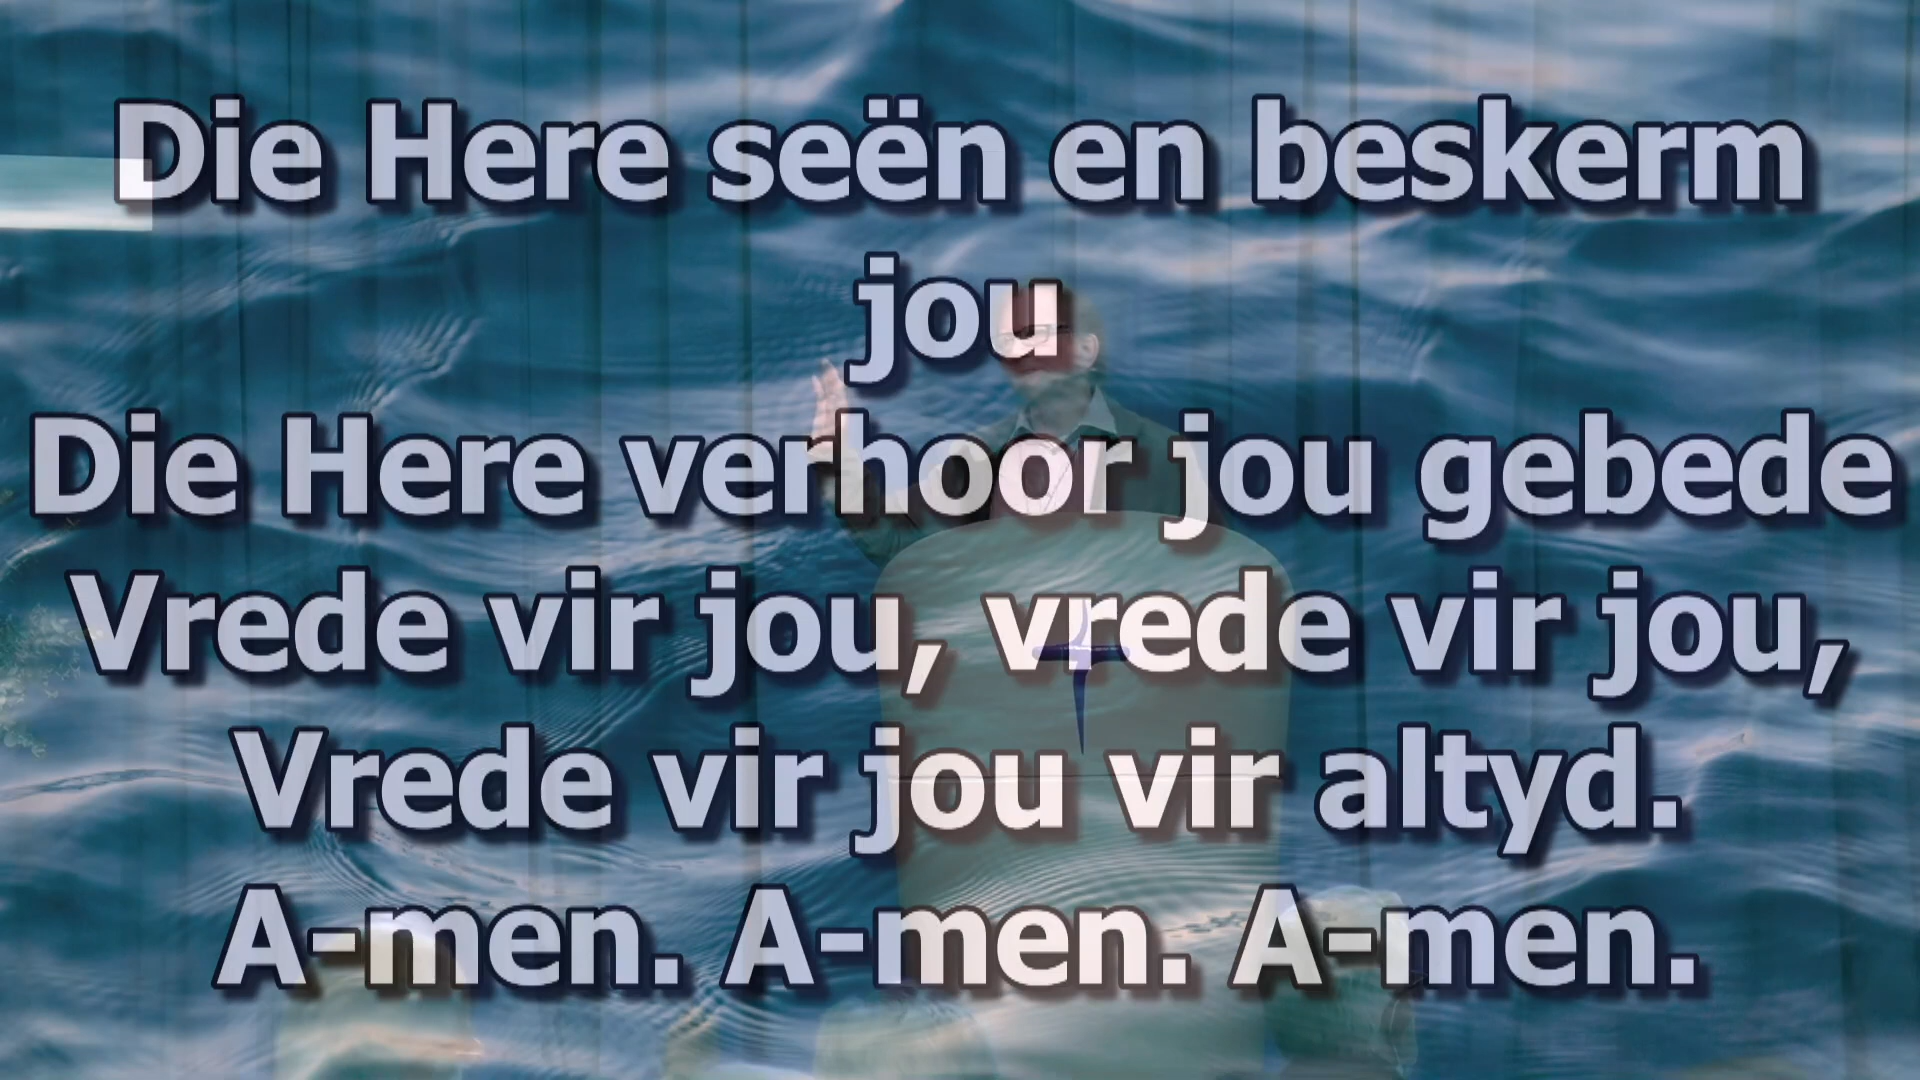 Die Here seën en beskerm
jou
Die Here verhoor jou gebede
Vrede vir jou, vrede vir jou,
Vrede vir jou vir altyd.
A-men. A-men. A-men.